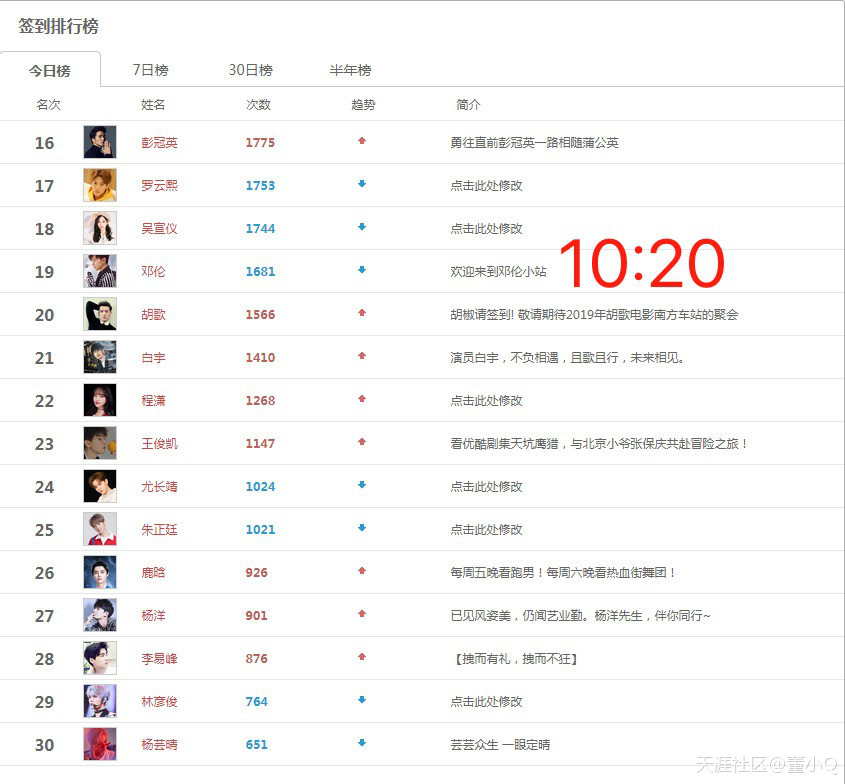 签到排行榜
今日榜 7日榜 30日榜 半年榜
名次 姓名 次数 趋势 简介
16 彭冠英 1775 勇往直前彭冠英一路相随蒲公英
17 罗云熙 1753 点击此处修改
18 吴宣仪 1744 点击此处修改
10:20
19 邓伦 1681 欢迎来到邓伦小站
20 胡歌 1566 胡椒请签到! 敬请期待2019年胡歌电影南方车站的聚会
21 白宇 1410 演员白宇，不负相遇，且歌且行，未来相见。
22 程潇 1268 点击此处修改
23 王俊凯 1147 看优酷剧集天坑鹰猎，与北京小爷张保庆共赴冒险之旅！
24 尤长靖 1024 点击此处修改
25 朱正廷 1021 点击此处修改
26 鹿晗 926 每周五晚看跑男！每周六晚看热血街舞团！
27 杨洋 901 已见风姿美，仍闻艺业勤。杨洋先生，伴你同行~
28 李易峰 876 【拽而有礼，拽而不狂】
29 林彦俊 764 点击此处修改
30 杨芸晴 651 芸芸众生 一眼定晴
天涯社区@董小Q